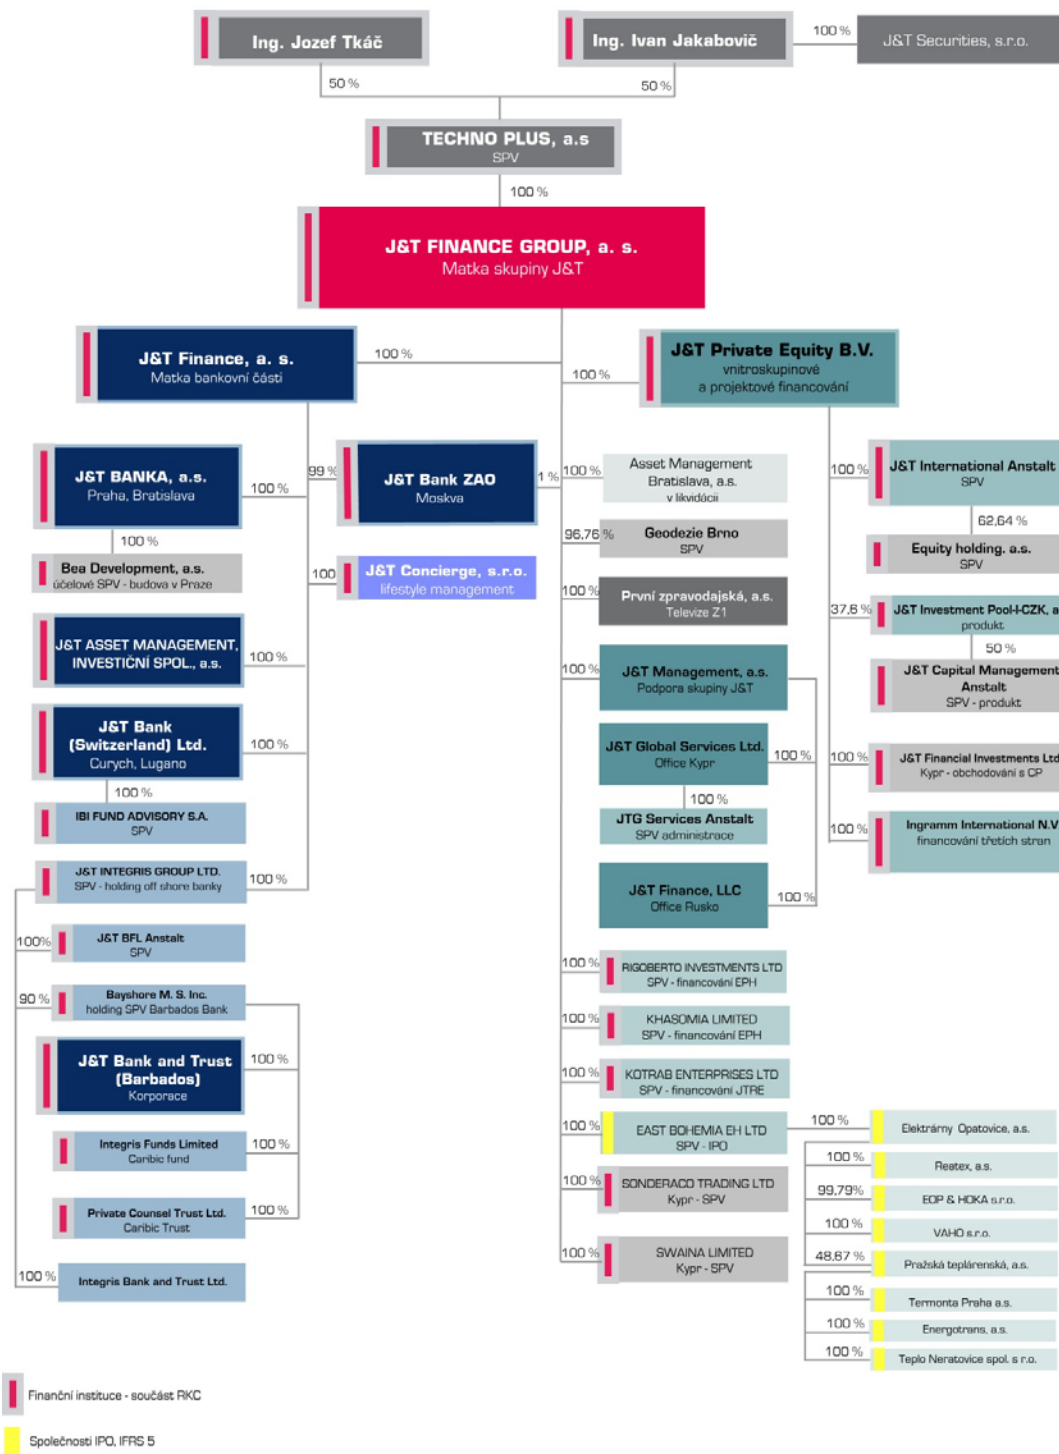 Ing. Jozef Tkáč
Ing. Ivan Jakabovič
100 %
J&T Securities, s.r.o.
50 %
50 %
TECHNO PLUS, a.s
SPV
100 %
J&T FINANCE GROUP, a. s.
Matka skupiny J&T
J&T Finance, a. s.
Matka bankovní části
100 %
100 %
J&T Private Equity B.V.
vnitroskupinové
a projektové financování
J&T BANKA, a.s.
Praha, Bratislava
100 %
99 %
J&T Bank ZAO
Moskva
1 %
100 %
Asset Management
Bratislava, a.s.
v likvidácii
100 %
J&T International Anstalt
SPV
100 %
Bea Development, a.s.
účelové SPV - budova v Praze
100
J&T Concierge, s.r.o.
lifestyle management
96,76 %
Geodezie Brno
SPV
62,64 %
Equity holding, a.s.
SPV
100 %
První zpravodajská, a.s.
Televize Z1
37,6 %
J&T Investment Pool-I-CZK, a
produkt
50 %
J&T Capital Management
Anstalt
SPV - produkt
J&T ASSET MANAGEMENT,
INVESTIČNÍ SPOL., a.s.
100 %
100 %
J&T Management, a.s.
Podpora skupiny J&T
J&T Bank
(Switzerland) Ltd.
Curych, Lugano
100 %
J&T Global Services Ltd.
Office Kypr
100 %
100 %
J&T Financial Investments Ltd
Kypr - obchodování s CP
100 %
IBI FUND ADVISORY S.A.
SPV
100 %
JTG Services Anstalt
SPV administrace
100 %
Ingramm International N.V
financování třetích stran
J&T INTEGRIS GROUP LTD.
SPV - holding off shore banky
100 %
J&T Finance, LLC
Office Rusko
100 %
100%
J&T BFL Anstalt
SPV
100 %
RIGOBERTO INVESTMENTS LTD
SPV - financování EPH
90 %
Bayshore M. S. Inc.
holding SPV Barbados Bank
100 %
KHASOMIA LIMITED
SPV - financování EPH
J&T Bank and Trust
(Barbados)
Korporace
100 %
100 %
KOTRAB ENTERPRISES LTD
SPV - financování JTRE
100 %
EAST BOHEMIA EH LTD
SPV - IPO
100 %
Elektrárny Opatovice, a.s.
Integris Funds Limited
Caribic fund
100 %
100 %
Reatex, a.s.
100 %
SONDERACO TRADING LTD
Kypr - SPV
99,79%
EOP & HOKA s.r.o.
Private Counsel Trust Ltd.
Caribic Trust
100 %
100 %
VAHO s.r.o.
100 %
SWAINA LIMITED
Kypr - SPV
48,67 %
Pražská teplárenská, a.s.
100 %
Integris Bank and Trust Ltd.
100 %
Termonta Praha a.s.
100 %
Energotrans, a.s.
100 %
Teplo Neratovice spol. s r.o.
Finanční instituce - součást RKC
Společnosti IPO, IFRS 5